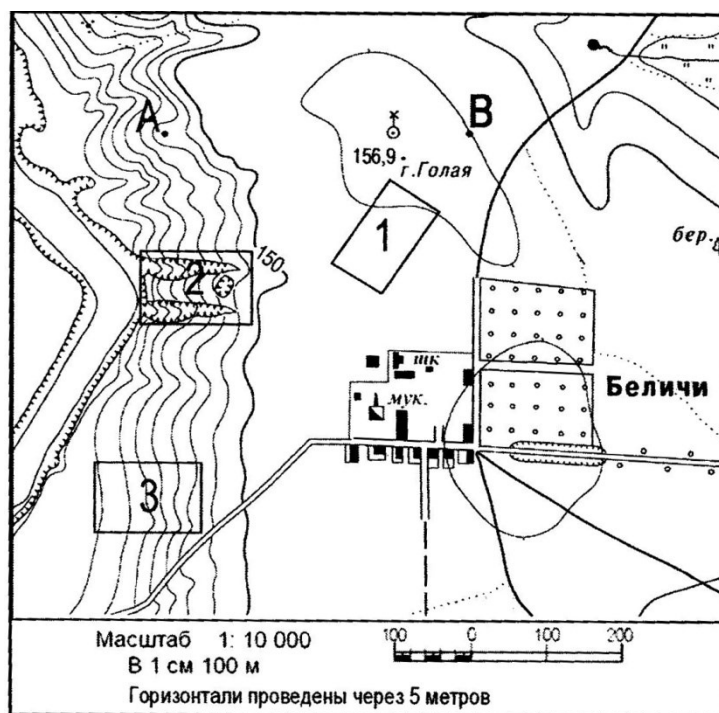 A
B
156,9
г.Голая
1
бер.
2
150
шк
мук.
Беличи
3
Масштаб 1: 10 000
В 1 см 100 м
100 0 100 200
Горизонтали проведены через 5 метров